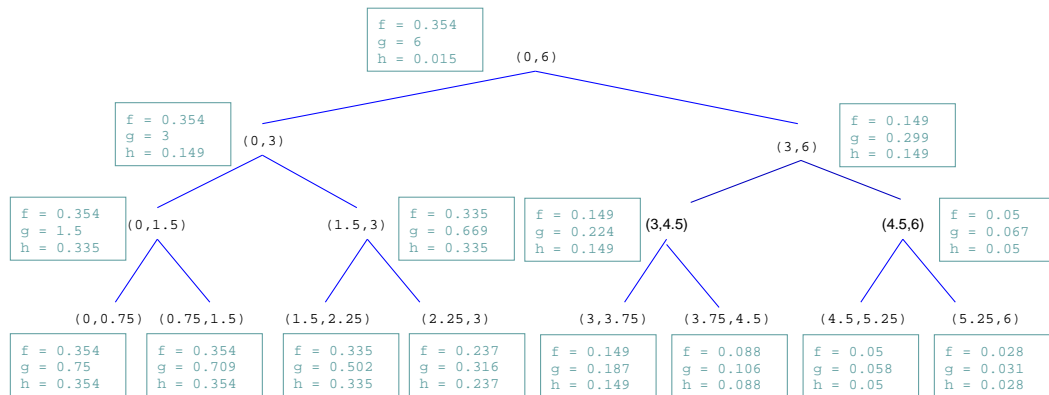 f = 0.354
g = 6
h = 0.015
(0,6)
f = 0.354
g = 3
h = 0.149
(0,3)
(3,6)
f = 0.149
g = 0.299
h = 0.149
f = 0.354
g = 1.5
h = 0.335
(0,1.5)
(1.5,3)
f = 0.335
g = 0.669
h = 0.335
f = 0.149
g = 0.224
h = 0.149
(3,4.5)
(4.5,6)
f = 0.05
g = 0.067
h = 0.05
(0,0.75)
(0.75,1.5)
(1.5,2.25)
(2.25,3)
(3,3.75)
(3.75,4.5)
(4.5,5.25)
(5.25,6)
f = 0.354
g = 0.75
h = 0.354
f = 0.354
g = 0.709
h = 0.354
f = 0.335
g = 0.502
h = 0.335
f = 0.237
g = 0.316
h = 0.237
f = 0.149
g = 0.187
h = 0.149
f = 0.088
g = 0.106
h = 0.088
f = 0.05
g = 0.058
h = 0.05
f = 0.028
g = 0.031
h = 0.028